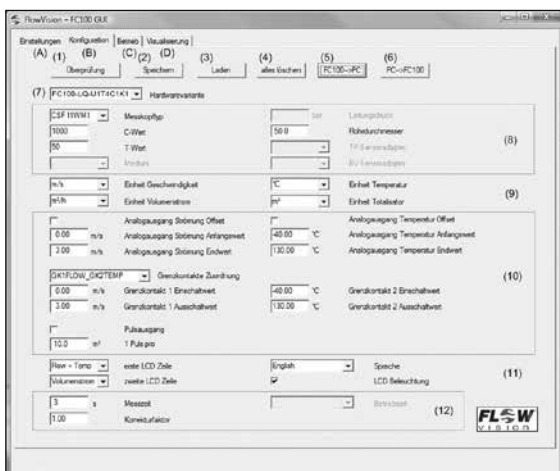 FlowVision - FC100 GUI
Einstellungen Konfiguration Betrieb Visualisierung
(A) (B) (C) (D)
(1) (2) (3) (4) (5) (6)
Überprüfung Speichern Laden alles löschen FC100->PC PC->FC100
(7) Hardwarevariante
Messkopftyp bar Leitungsdruck
1000 C-Wert 50.0 Rohrdurchmesser
50 T-Wert
Medium
(8)
m/s Einheit Geschwindigkeit °C Einheit Temperatur
m³/h Einheit Volumenstrom m³ Einheit Totalisator
(9)
Analogausgang Strömung Offset Analogausgang Temperatur Offset
0.00 m/s Analogausgang Strömung Anfangswert -40.00 °C Analogausgang Temperatur Anfangswert
3.00 m/s Analogausgang Strömung Endwert 130.00 °C Analogausgang Temperatur Endwert
GK1FLOW_GK2TEMP Grenzkontakte Zuordnung
(10)
0.00 m/s Grenzkontakt 1 Einschaltwert -40.00 °C Grenzkontakt 2 Einschaltwert
3.00 m/s Grenzkontakt 1 Ausschaltwert 130.00 °C Grenzkontakt 2 Ausschaltwert
Pulsausgang
10.0 m³ 1 Puls pro
Flow + Temp erste LCD Zeile English Sprache
Volumenstrom zweite LCD Zeile LCD Beleuchtung
(11)
3 s Messzeit Betriebsart
1.00 Korrekturfaktor
(12)
FLOW
VISION